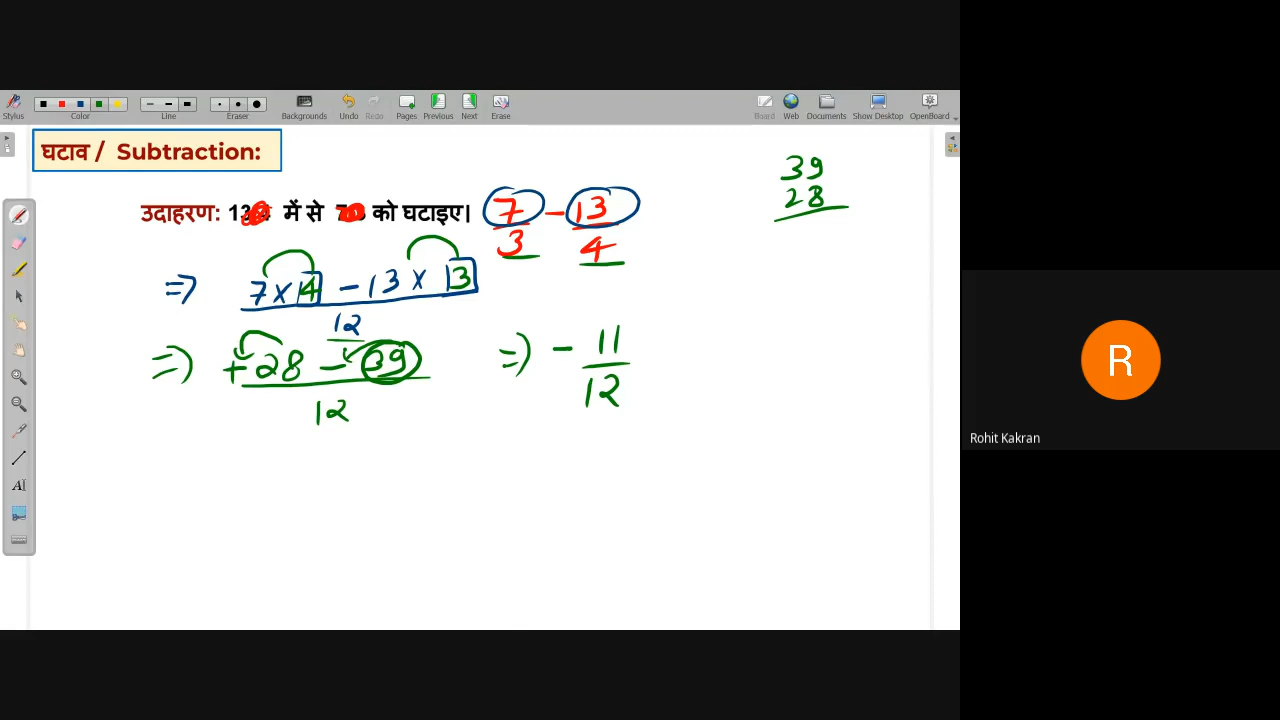 Stylus
Color
Line
Eraser
Backgrounds
Undo
Redo
Pages
Previous
Next
Erase
Board
Web
Documents
Show Desktop
OpenBoard
घटाव / Subtraction:
39
28
उदाहरण: 13 में से 7 को घटाइए। 7/3 - 13/4
=> 7 x 4 - 13 x 3
12
=> + 28 - 39 => - 11
12 12
R
Rohit Kakran